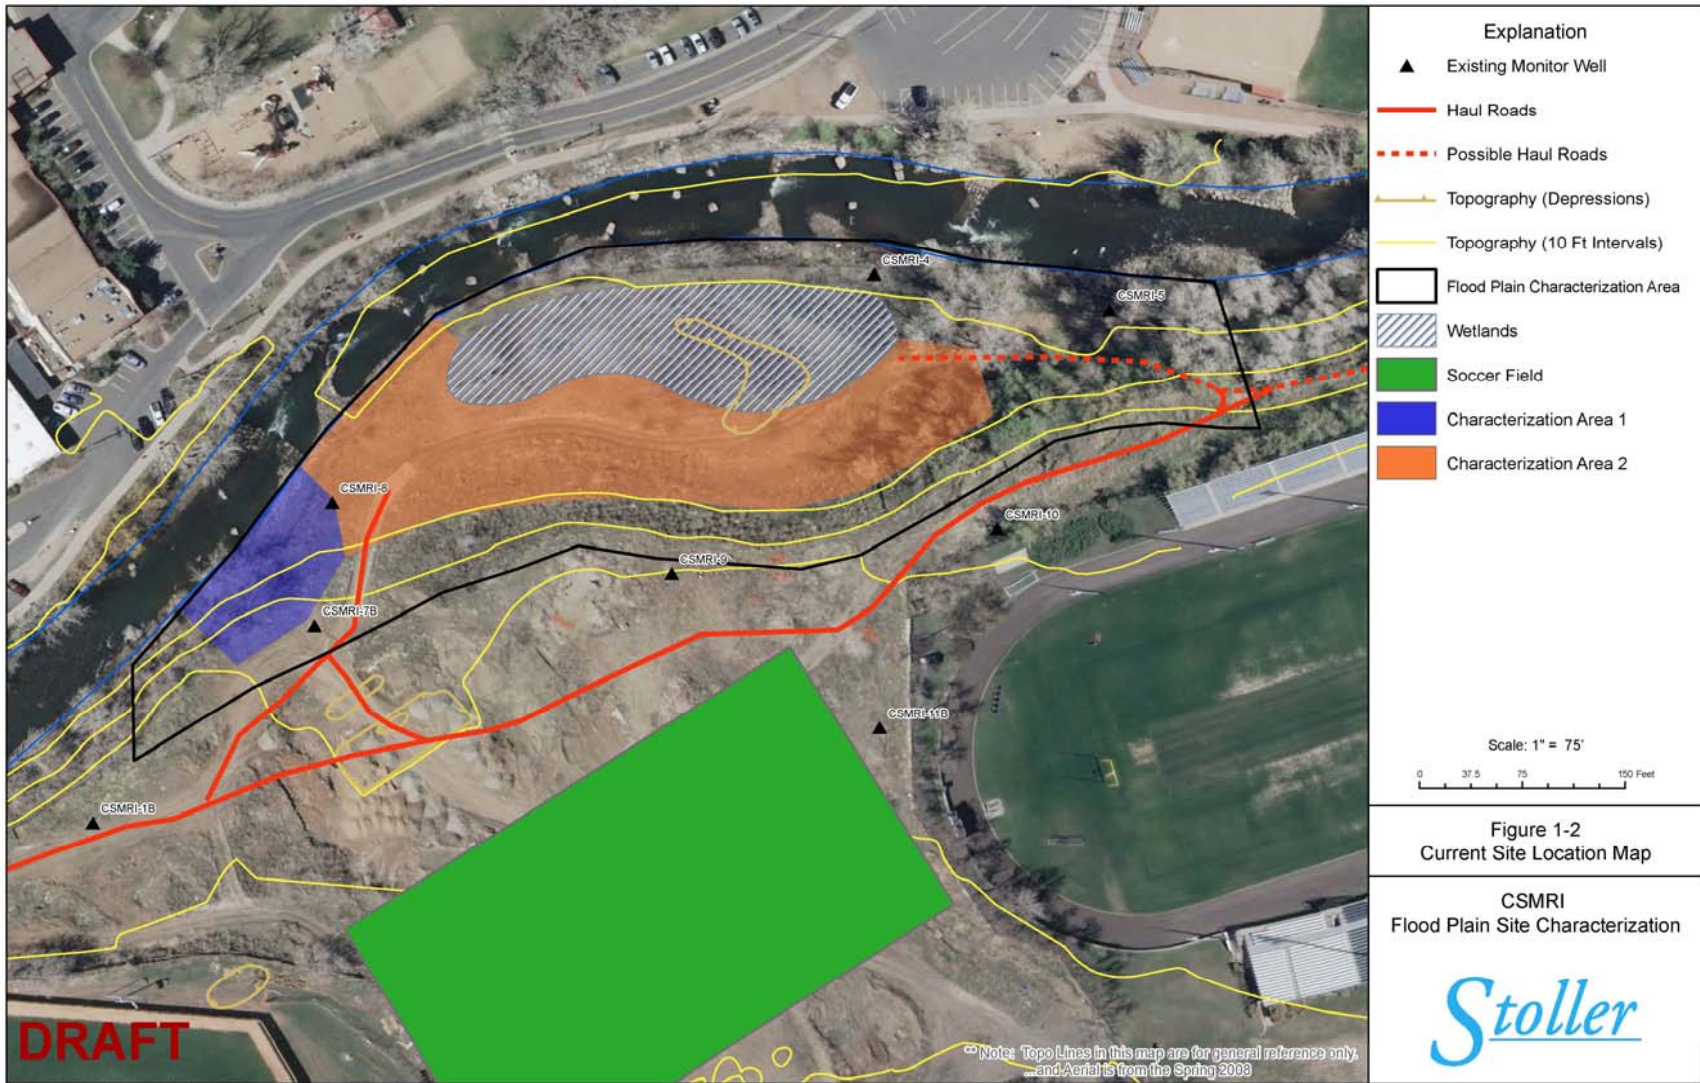 Explanation
Existing Monitor Well
Haul Roads
Possible Haul Roads
Topography (Depressions)
Topography (10 Ft Intervals)
Flood Plain Characterization Area
Wetlands
Soccer Field
Characterization Area 1
Characterization Area 2
Scale: 1" = 75'
0 37.5 75 150 Feet
Figure 1-2
Current Site Location Map
CSMRI
Flood Plain Site Characterization
Stoller
CSMRI-4
CSMRI-5
CSMRI-8
CSMRI-10
CSMRI-9
CSMRI-7B
CSMRI-11B
CSMRI-1B
DRAFT
** Note: Topo Lines in this map are for general reference only.
...and Aerial is from the Spring 2008